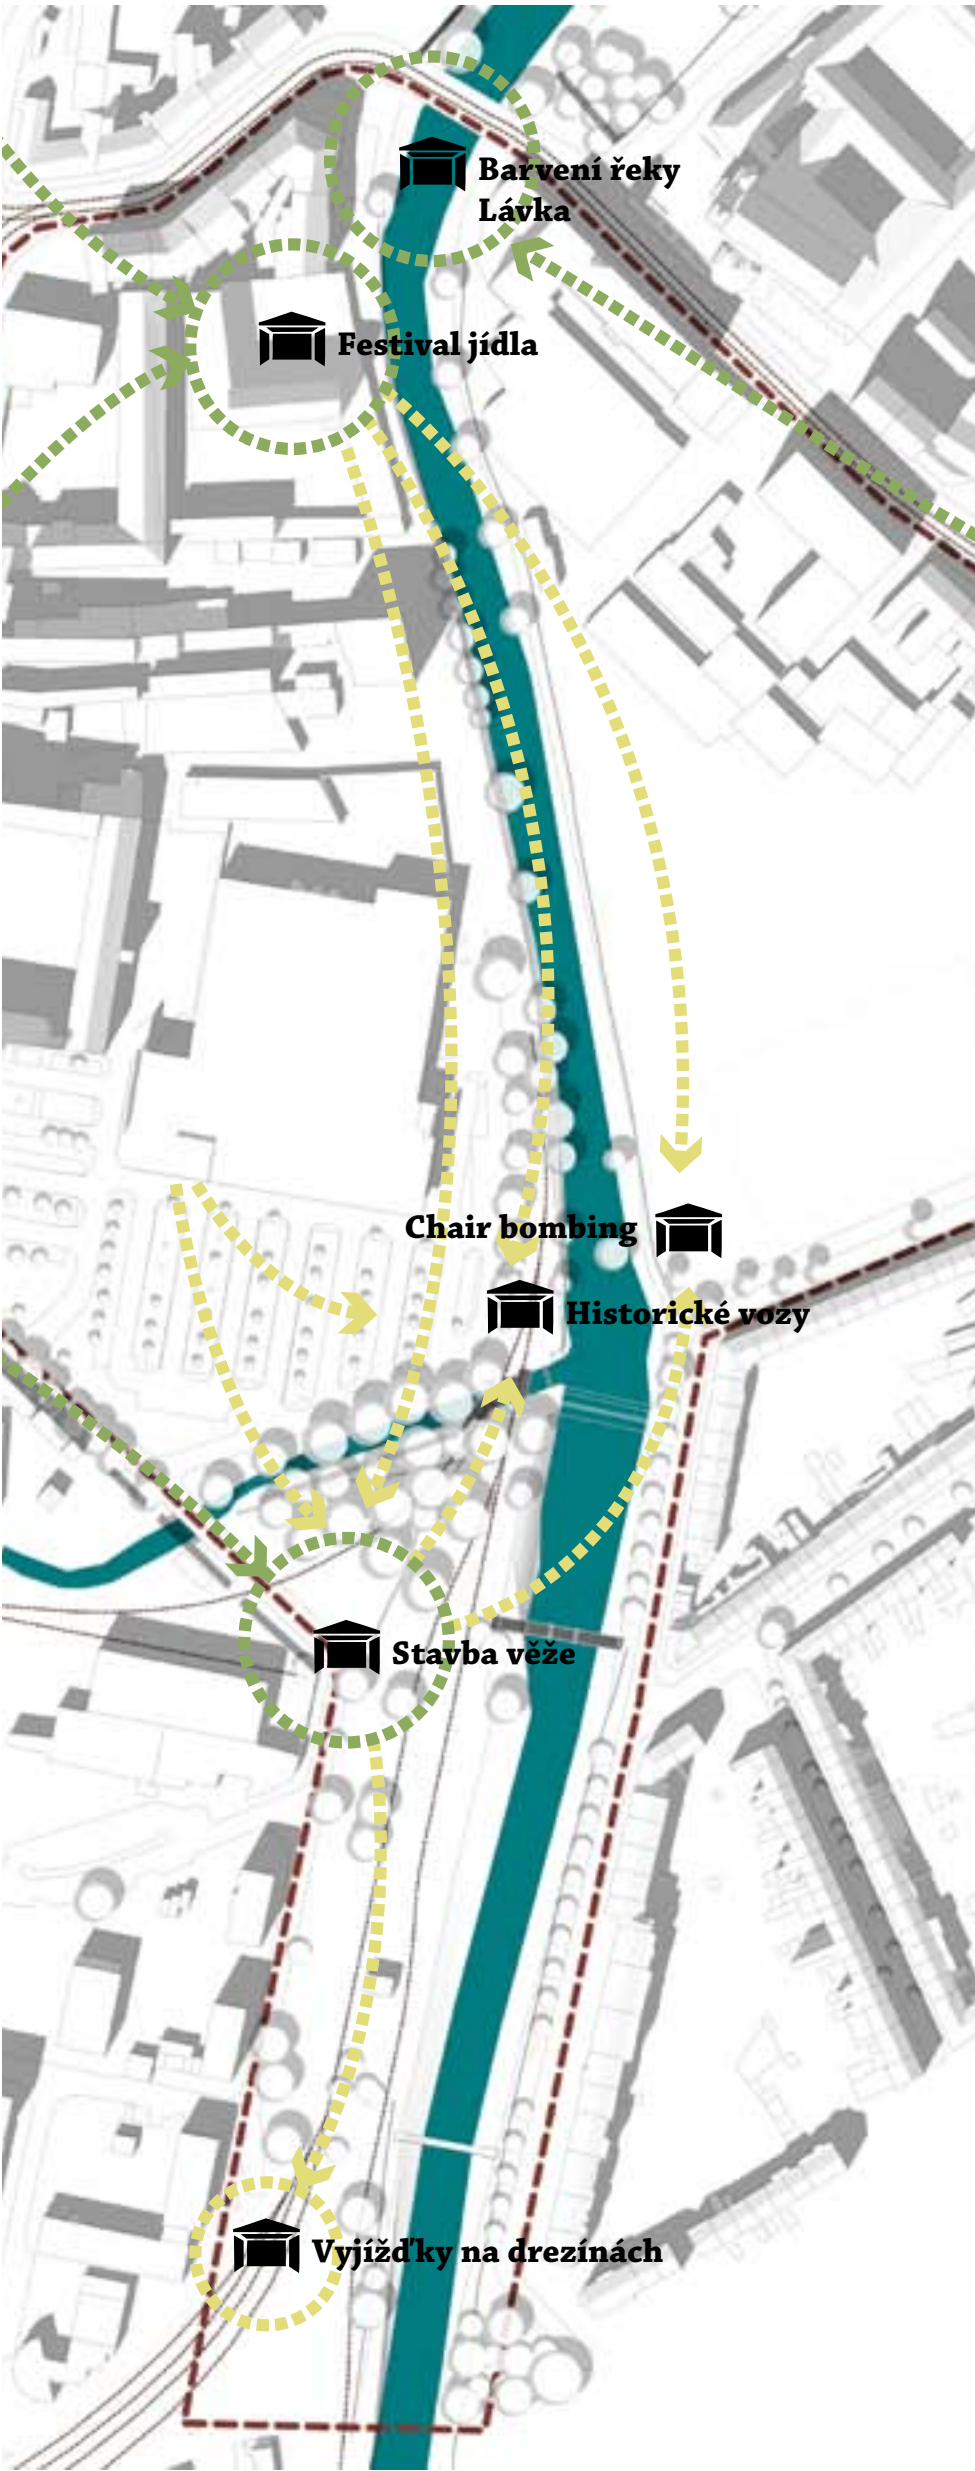 Barvení řeky
Lávka
Festival jídla
Chair bombing
Historické vozy
Stavba věže
Vyjížďky na drezínách